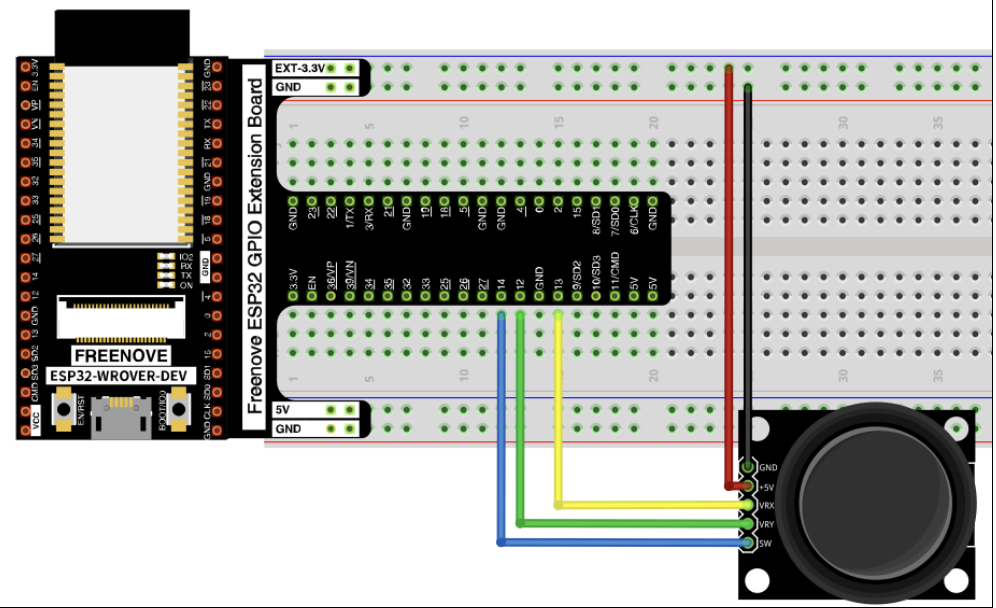 3.3V
EN
VP
VN
34
35
32
33
25
26
27
14
12
GND
13
SD2
SD3
CMD
VCC
GND
23
22
TX
RX
21
GND
19
18
5
GND
4
0
2
15
SD1
SD0
CLK
GND
IO2
RX
TX
ON
FREENOVE
ESP32-WROVER-DEV
EN/RST
BOOT/IO0
Freenove ESP32 GPIO Extension Board
EXT-3.3V
GND
1 5 10 15 20 30 35
GND 23 22 1/TX 3/RX 21 GND 19 18 5 GND GND 4 0 2 15 8/SD1 7/SD0 6/CLK GND
3.3V EN 36/VP 39/VN 34 35 32 33 25 26 27 14 12 GND 13 9/SD2 10/SD3 11/CMD 5V 5V
1 5 10 15 20 30 35
5V
GND
GND
+5V
VRX
VRY
SW